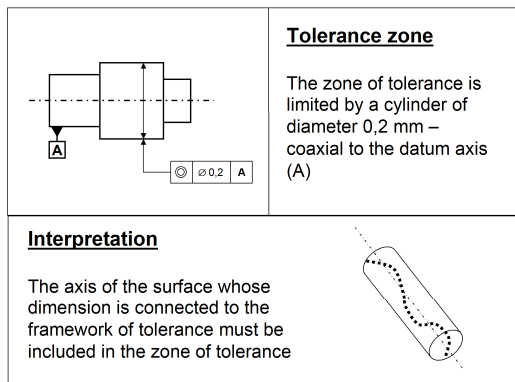 Tolerance zone
The zone of tolerance is
limited by a cylinder of
diameter 0,2 mm –
coaxial to the datum axis
(A)
A
◎ ⌀ 0,2 A
Interpretation
The axis of the surface whose
dimension is connected to the
framework of tolerance must be
included in the zone of tolerance